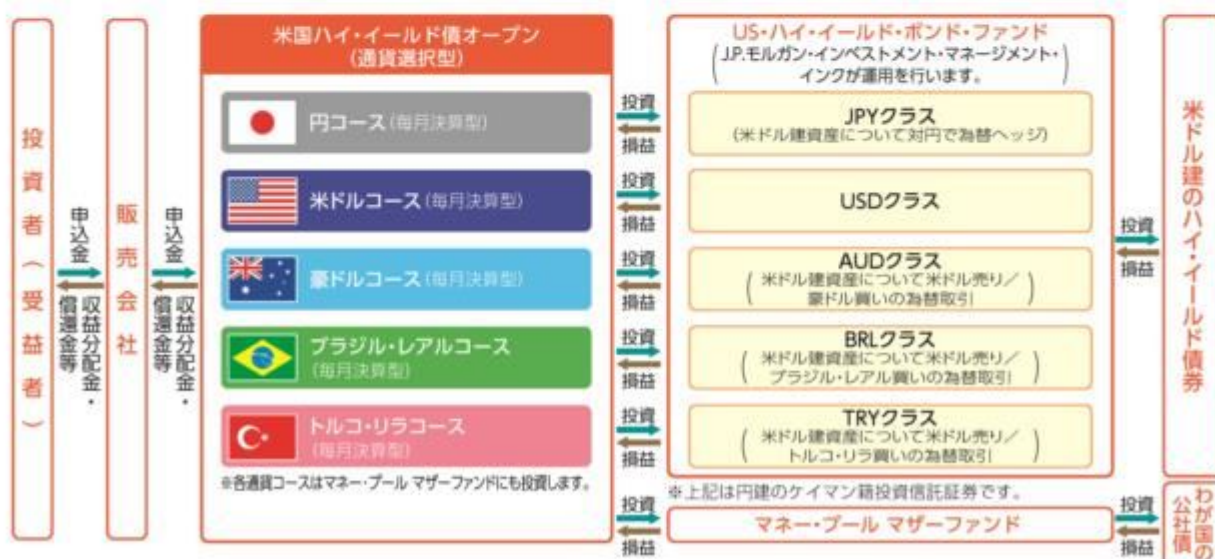 投資者(受益者)
申込金
収益分配金・
償還金等
販売会社
申込金
収益分配金・
償還金等
米国ハイ・イールド債オープン
(通貨選択型)
円コース(毎月決算型)
米ドルコース(毎月決算型)
豪ドルコース(毎月決算型)
ブラジル・レアルコース
(毎月決算型)
トルコ・リラコース
(毎月決算型)
※各通貨コースはマネー・プール マザーファンドにも投資します。
投資
損益
投資
損益
投資
損益
投資
損益
投資
損益
投資
損益
US・ハイ・イールド・ボンド・ファンド
(J.P.モルガン・インベストメント・マネージメント・
インクが運用を行います。)
JPYクラス
(米ドル建資産について対円で為替ヘッジ)
USDクラス
AUDクラス
(米ドル建資産について米ドル売り/
豪ドル買いの為替取引)
BRLクラス
(米ドル建資産について米ドル売り/
ブラジル・レアル買いの為替取引)
TRYクラス
(米ドル建資産について米ドル売り/
トルコ・リラ買いの為替取引)
※上記は円建のケイマン籍投資信託証券です。
マネー・プール マザーファンド
投資
損益
投資
損益
米ドル建のハイ・イールド債券
わが国の
公社債